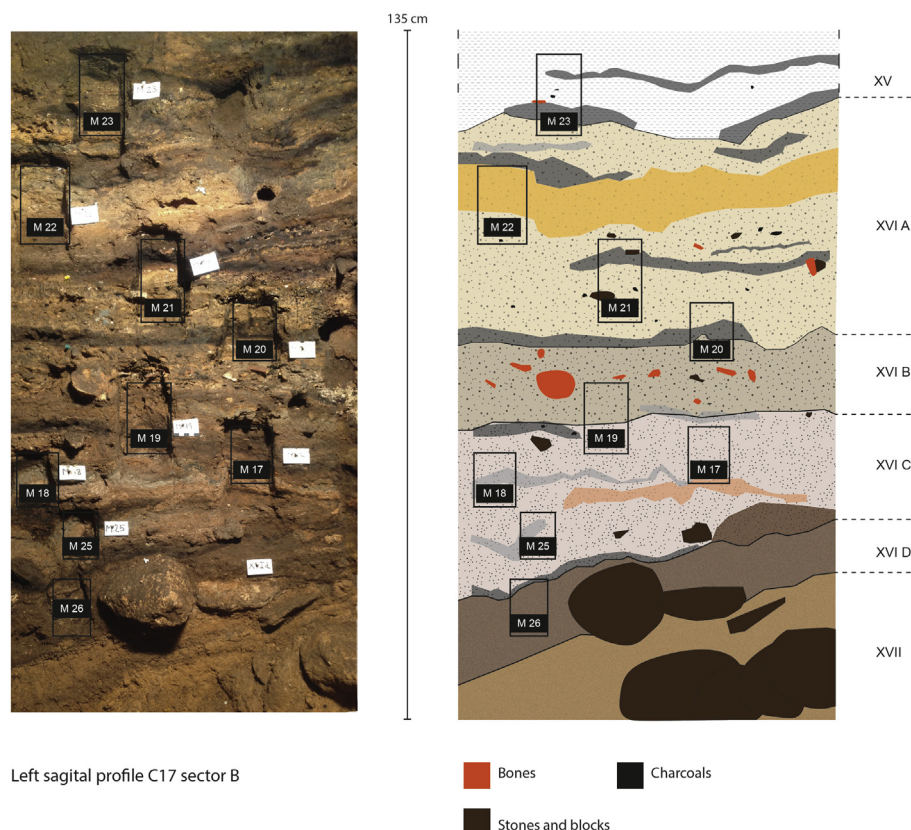 135 cm
M 23
M 22
M 21
M 20
M 19
M 17
M 18
M 25
M 26
M25
M 23
M 22
M 21
M 20
M 19
M 17
M 18
M 25
M 26
XV
XVI A
XVI B
XVI C
XVI D
XVII
Left sagital profile C17 sector B
Bones
Charcoals
Stones and blocks